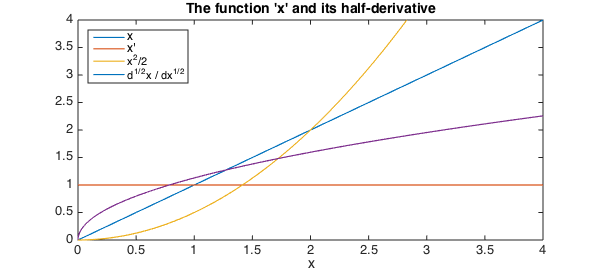 The function 'x' and its half-derivative
4
3.5
3
2.5
2
1.5
1
0.5
0
x
x'
x²/2
d^1/2x / dx^1/2
0 0.5 1 1.5 2 2.5 3 3.5 4
x